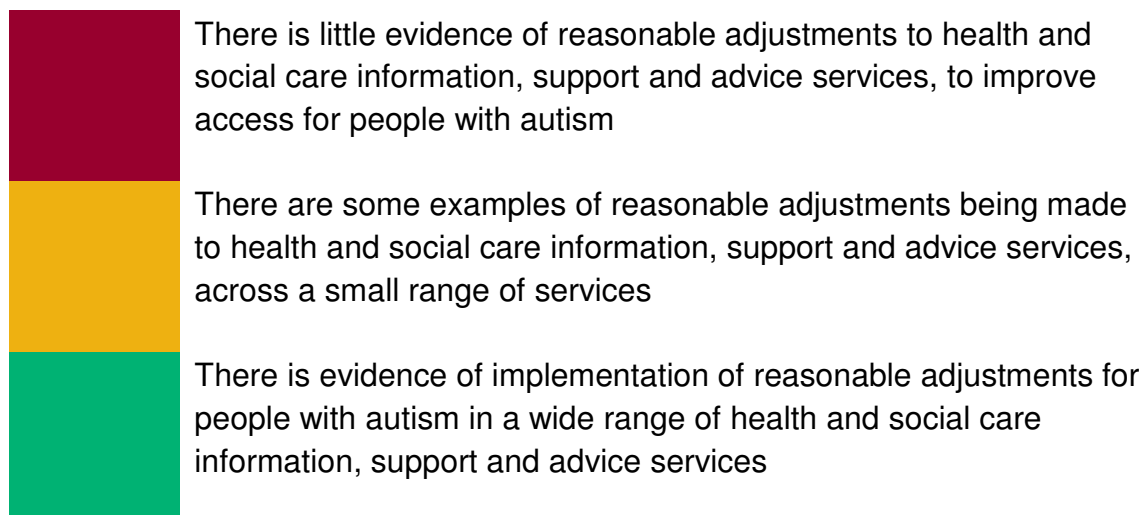 There is little evidence of reasonable adjustments to health and
social care information, support and advice services, to improve
access for people with autism
There are some examples of reasonable adjustments being made
to health and social care information, support and advice services,
across a small range of services
There is evidence of implementation of reasonable adjustments for
people with autism in a wide range of health and social care
information, support and advice services